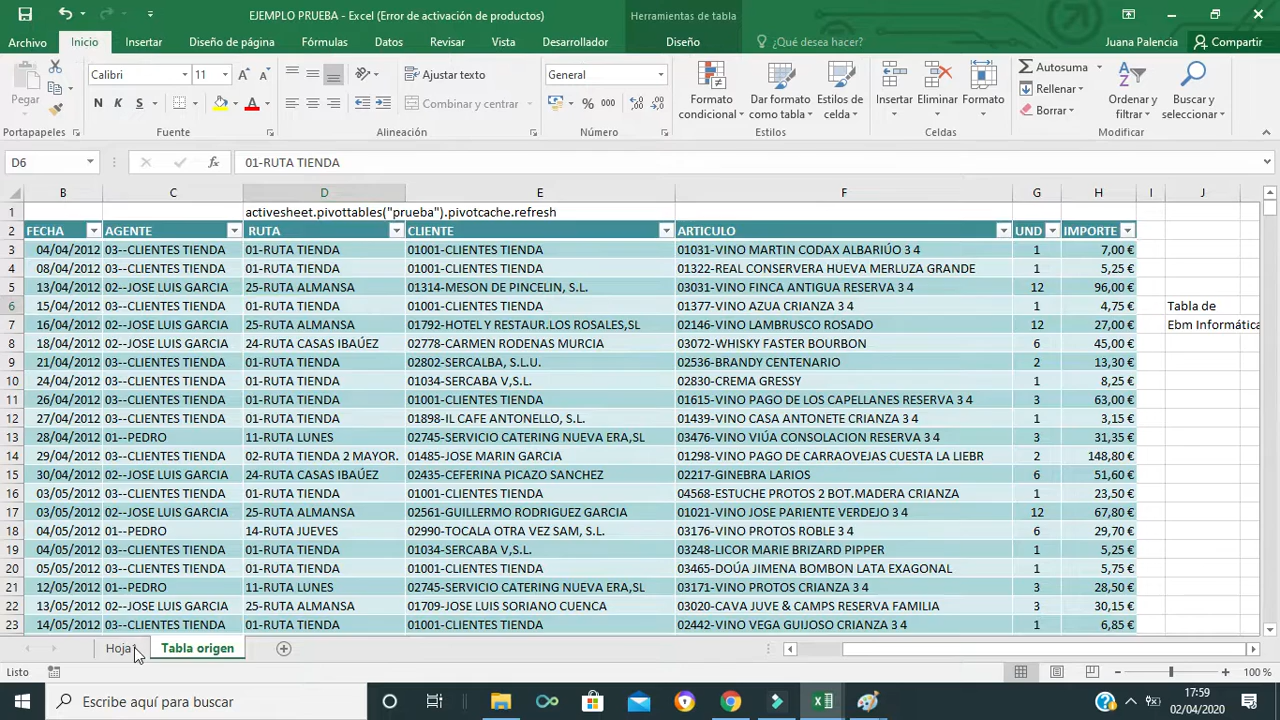 EJEMPLO PRUEBA - Excel (Error de activación de productos)
Herramientas de tabla
Archivo Inicio Insertar Diseño de página Fórmulas Datos Revisar Vista Desarrollador Diseño ¿Qué desea hacer? Juana Palencia Compartir
Pegar
Calibri 11
N K S
Ajustar texto
Combinar y centrar
General
% 000
Formato condicional
Dar formato como tabla
Estilos de celda
Insertar Eliminar Formato
Autosuma
Rellenar
Borrar
Ordenar y filtrar
Buscar y seleccionar
Portapapeles Fuente Alineación Número Estilos Celdas Modificar
D6 fx 01-RUTA TIENDA
B C D E F G H I J
1 activesheet.pivottables("prueba").pivotcache.refresh
2 FECHA AGENTE RUTA CLIENTE ARTICULO UND IMPORTE
3 04/04/2012 03--CLIENTES TIENDA 01-RUTA TIENDA 01001-CLIENTES TIENDA 01031-VINO MARTIN CODAX ALBARIÚO 3 4 1 7,00 €
4 08/04/2012 03--CLIENTES TIENDA 01-RUTA TIENDA 01001-CLIENTES TIENDA 01322-REAL CONSERVERA HUEVA MERLUZA GRANDE 1 5,25 €
5 13/04/2012 02--JOSE LUIS GARCIA 25-RUTA ALMANSA 01314-MESON DE PINCELIN, S.L. 03031-VINO FINCA ANTIGUA RESERVA 3 4 12 96,00 €
6 15/04/2012 03--CLIENTES TIENDA 01-RUTA TIENDA 01001-CLIENTES TIENDA 01377-VINO AZUA CRIANZA 3 4 1 4,75 € Tabla de
7 16/04/2012 02--JOSE LUIS GARCIA 25-RUTA ALMANSA 01792-HOTEL Y RESTAUR.LOS ROSALES,SL 02146-VINO LAMBRUSCO ROSADO 12 27,00 € Ebm Informática
8 18/04/2012 02--JOSE LUIS GARCIA 24-RUTA CASAS IBAÚEZ 02778-CARMEN RODENAS MURCIA 03072-WHISKY FASTER BOURBON 6 45,00 €
9 21/04/2012 03--CLIENTES TIENDA 01-RUTA TIENDA 02802-SERCALBA, S.L.U. 02536-BRANDY CENTENARIO 2 13,30 €
10 24/04/2012 03--CLIENTES TIENDA 01-RUTA TIENDA 01034-SERCABA V,S.L. 02830-CREMA GRESSY 1 8,25 €
11 26/04/2012 03--CLIENTES TIENDA 01-RUTA TIENDA 01001-CLIENTES TIENDA 01615-VINO PAGO DE LOS CAPELLANES RESERVA 3 4 3 63,00 €
12 27/04/2012 03--CLIENTES TIENDA 01-RUTA TIENDA 01898-IL CAFE ANTONELLO, S.L. 01439-VINO CASA ANTONETE CRIANZA 3 4 1 3,15 €
13 28/04/2012 01--PEDRO 11-RUTA LUNES 02745-SERVICIO CATERING NUEVA ERA,SL 03476-VINO VIÚA CONSOLACION RESERVA 3 4 3 31,35 €
14 29/04/2012 03--CLIENTES TIENDA 02-RUTA TIENDA 2 MAYOR. 01485-JOSE MARIN GARCIA 01298-VINO PAGO DE CARRAOVEJAS CUESTA LA LIEBR 2 148,80 €
15 30/04/2012 02--JOSE LUIS GARCIA 24-RUTA CASAS IBAÚEZ 02435-CEFERINA PICAZO SANCHEZ 02217-GINEBRA LARIOS 6 51,60 €
16 03/05/2012 03--CLIENTES TIENDA 01-RUTA TIENDA 01001-CLIENTES TIENDA 04568-ESTUCHE PROTOS 2 BOT.MADERA CRIANZA 1 23,50 €
17 03/05/2012 02--JOSE LUIS GARCIA 25-RUTA ALMANSA 02561-GUILLERMO RODRIGUEZ GARCIA 01021-VINO JOSE PARIENTE VERDEJO 3 4 12 67,80 €
18 04/05/2012 01--PEDRO 14-RUTA JUEVES 02990-TOCALA OTRA VEZ SAM, S.L. 03176-VINO PROTOS ROBLE 3 4 6 29,70 €
19 04/05/2012 03--CLIENTES TIENDA 01-RUTA TIENDA 01034-SERCABA V,S.L. 03248-LICOR MARIE BRIZARD PIPPER 1 5,25 €
20 05/05/2012 03--CLIENTES TIENDA 01-RUTA TIENDA 01001-CLIENTES TIENDA 03465-DOÚA JIMENA BOMBON LATA EXAGONAL 1 5,75 €
21 12/05/2012 01--PEDRO 11-RUTA LUNES 02745-SERVICIO CATERING NUEVA ERA,SL 03171-VINO PROTOS CRIANZA 3 4 3 28,50 €
22 13/05/2012 02--JOSE LUIS GARCIA 25-RUTA ALMANSA 01709-JOSE LUIS SORIANO CUENCA 03020-CAVA JUVE & CAMPS RESERVA FAMILIA 3 30,15 €
23 14/05/2012 03--CLIENTES TIENDA 01-RUTA TIENDA 01001-CLIENTES TIENDA 02442-VINO VEGA GUIJOSO CRIANZA 3 4 1 6,85 €
Hoja Tabla origen
Listo 100 %
Escribe aquí para buscar
17:59
02/04/2020